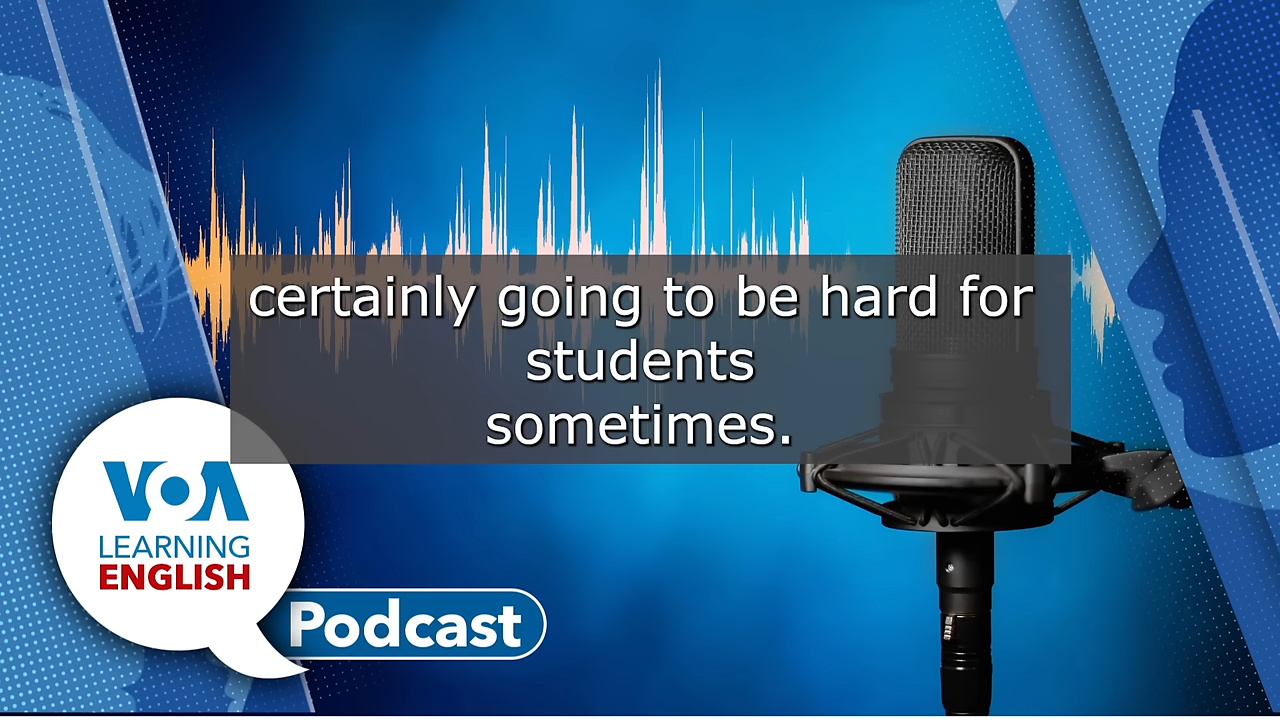 certainly going to be hard for
students
sometimes.
VOA
LEARNING
ENGLISH
Podcast